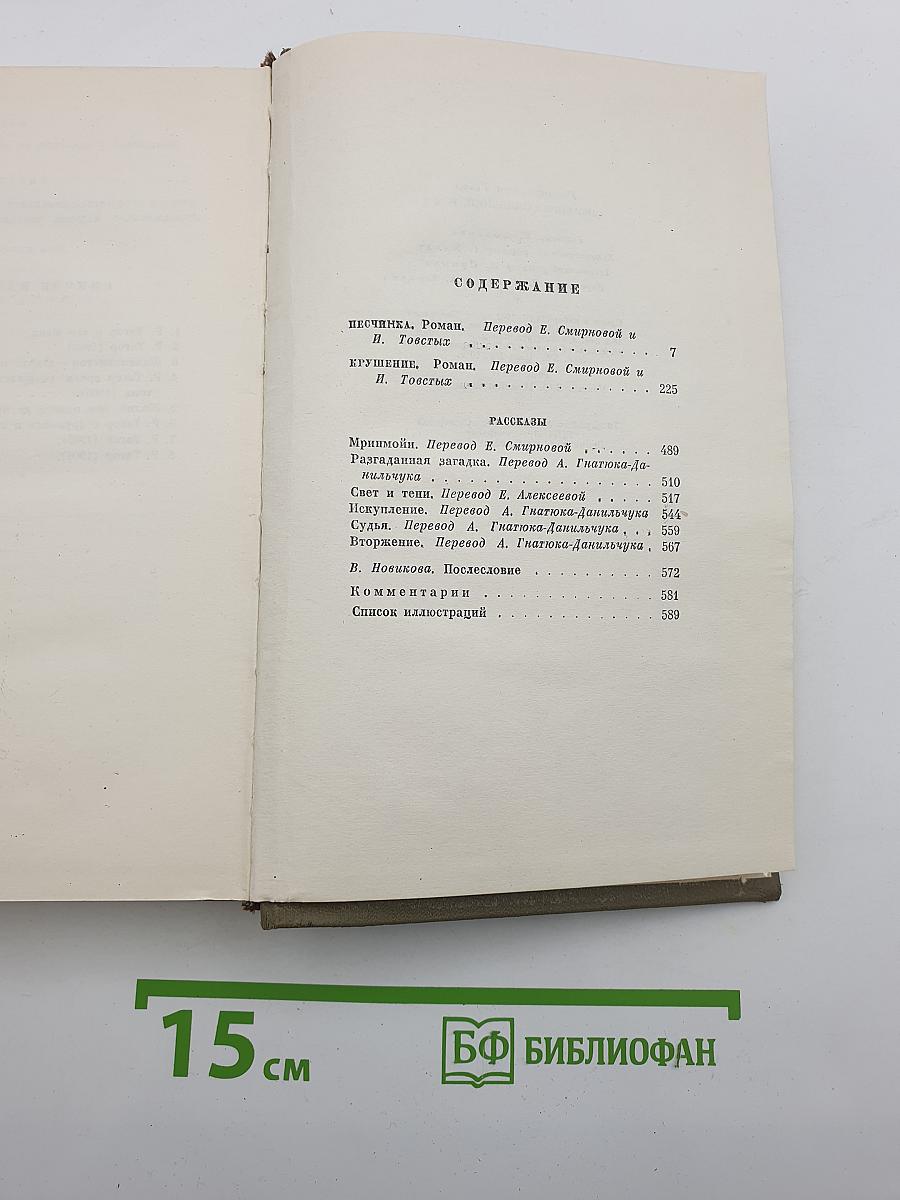 СОДЕРЖАНИЕ
ПЕСЧИНКА. Роман. Перевод Е. Смирновой и
И. Товстых . . . . . . . . . . . . . . . . 7
КРУШЕНИЕ. Роман. Перевод Е. Смирновой и
И. Товстых . . . . . . . . . . . . . . . . 225
РАССКАЗЫ
Мринмойи. Перевод Е. Смирновой . . . . . . 489
Разгаданная загадка. Перевод А. Гнатюка-Да-
нильчука . . . . . . . . . . . . . . . . . . 510
Свет и тени. Перевод Е. Алексеевой . . . . . 517
Искупление. Перевод А. Гнатюка-Данильчука 544
Судья. Перевод А. Гнатюка-Данильчука . . . 559
Вторжение. Перевод А. Гнатюка-Данильчука . 567
В. Новикова. Послесловие . . . . . . . . . . 572
Комментарии . . . . . . . . . . . . . . 581
Список иллюстраций . . . . . . . . . . . . . 589
15 см
БФ БИБЛИОФАН